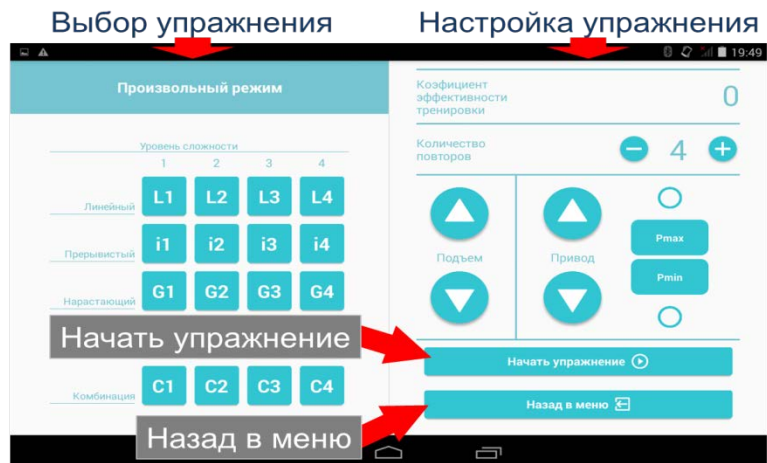 Выбор упражнения
Настройка упражнения
19:49
Произвольный режим
Уровень сложности
1 2 3 4
Линейный L1 L2 L3 L4
Прерывистый i1 i2 i3 i4
Нарастающий G1 G2 G3 G4
Комбинация C1 C2 C3 C4
Коэфициент
эффективности
тренировки
0
Количество
повторов
4
Подъем
Привод
Pmax
Pmin
Начать упражнение
Начать упражнение
Назад в меню
Назад в меню